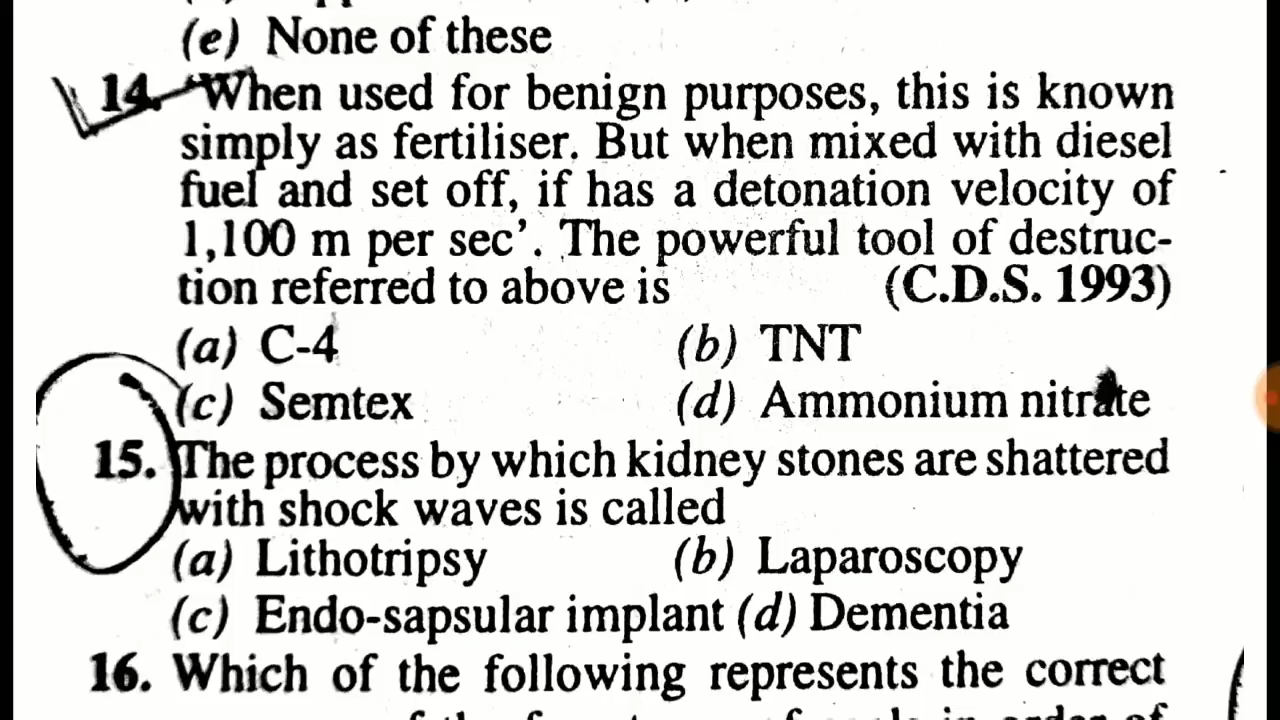 (e) None of these
14. When used for benign purposes, this is known
simply as fertiliser. But when mixed with diesel
fuel and set off, if has a detonation velocity of
1,100 m per sec’. The powerful tool of destruc-
tion referred to above is (C.D.S. 1993)
(a) C-4 (b) TNT
(c) Semtex (d) Ammonium nitrate
15. The process by which kidney stones are shattered
with shock waves is called
(a) Lithotripsy (b) Laparoscopy
(c) Endo-sapsular implant (d) Dementia
16. Which of the following represents the correct